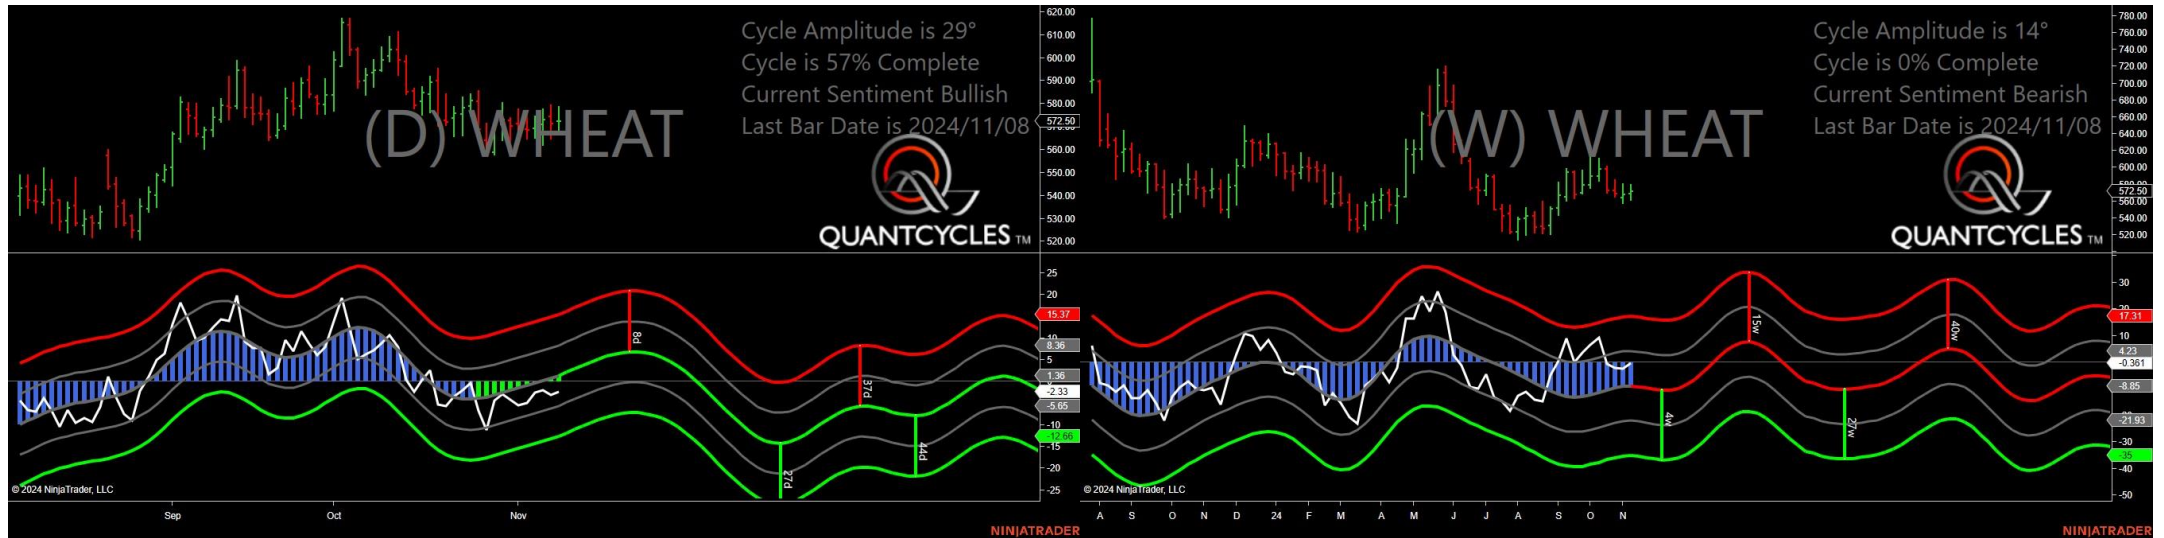 Cycle Amplitude is 29°
Cycle is 57% Complete
Current Sentiment Bullish
Last Bar Date is 2024/11/08
(D) WHEAT
QUANTCYCLES TM
620.00
610.00
600.00
590.00
580.00
572.50
560.00
550.00
540.00
530.00
520.00
25
20
15.37
8.36
5
1.36
-2.33
-5.65
-10
-12.66
-15
-20
-25
8d
27d
37d
44d
© 2024 NinjaTrader, LLC
Sep
Oct
Nov
NINJATRADER
Cycle Amplitude is 14°
Cycle is 0% Complete
Current Sentiment Bearish
Last Bar Date is 2024/11/08
(W) WHEAT
QUANTCYCLES TM
780.00
760.00
740.00
720.00
700.00
680.00
660.00
640.00
620.00
600.00
572.50
560.00
540.00
520.00
30
20
17.31
10
4.23
-0.361
-8.85
-21.93
-30
-35
-40
-50
4w
15w
27w
40w
© 2024 NinjaTrader, LLC
A S O N D 24 F M A M J J A S O N
NINJATRADER